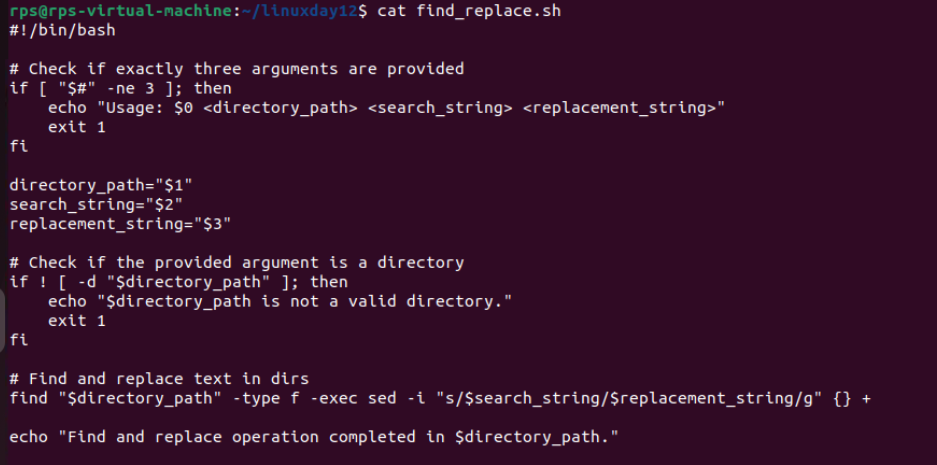 rps@rps-virtual-machine:~/linuxday12$ cat find_replace.sh
#!/bin/bash

# Check if exactly three arguments are provided
if [ "$#" -ne 3 ]; then
    echo "Usage: $0 <directory_path> <search_string> <replacement_string>"
    exit 1
fi

directory_path="$1"
search_string="$2"
replacement_string="$3"

# Check if the provided argument is a directory
if ! [ -d "$directory_path" ]; then
    echo "$directory_path is not a valid directory."
    exit 1
fi

# Find and replace text in dirs
find "$directory_path" -type f -exec sed -i "s/$search_string/$replacement_string/g" {} +

echo "Find and replace operation completed in $directory_path."